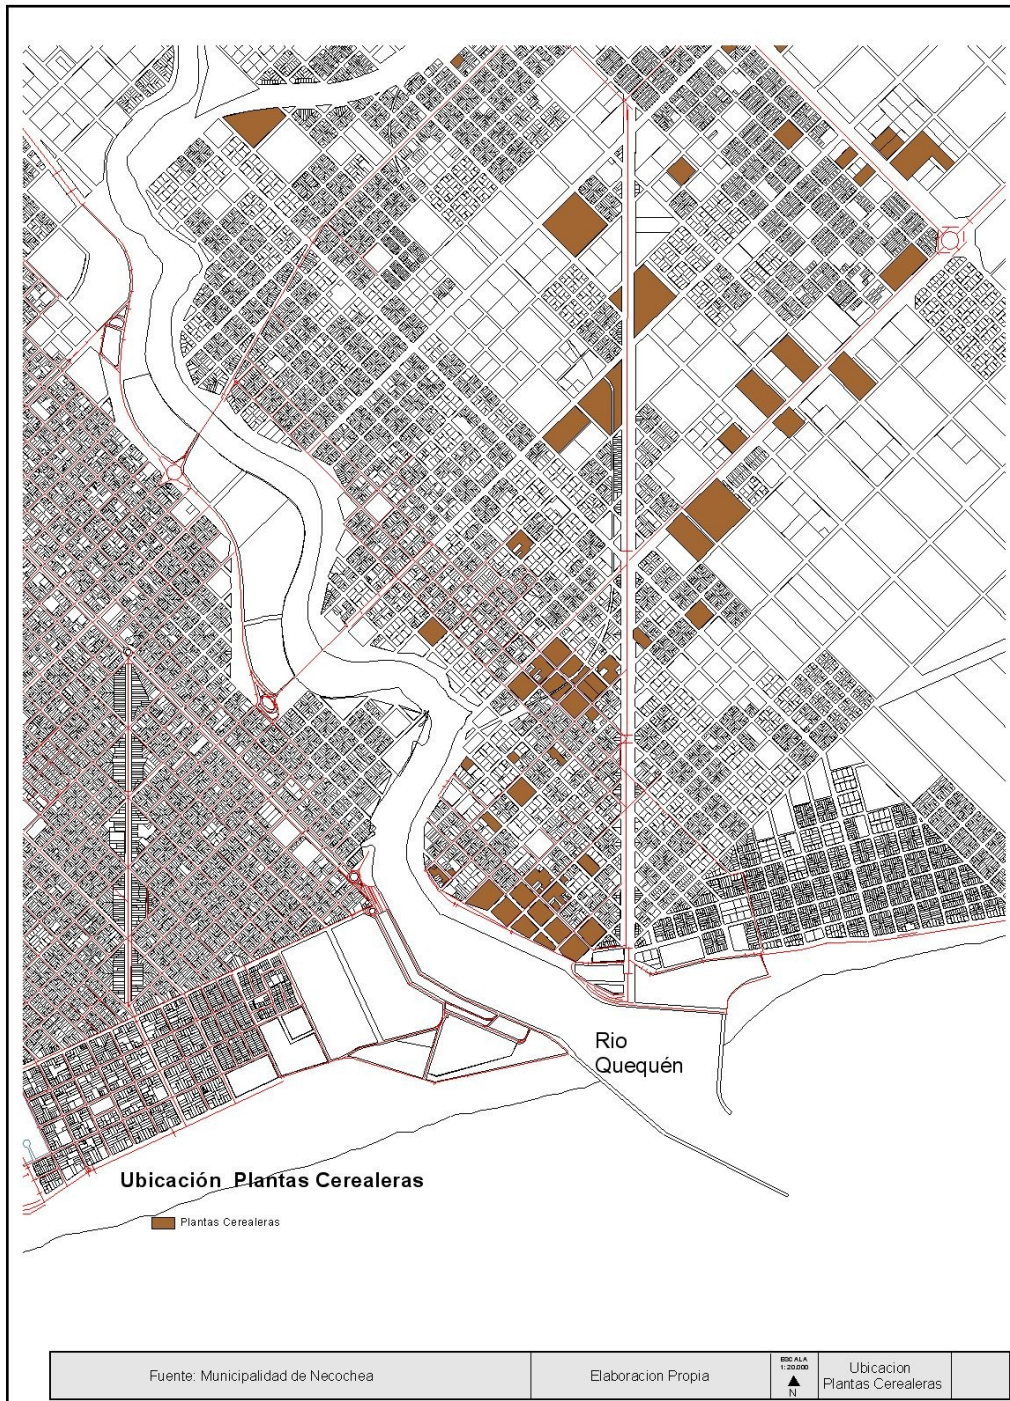 Rio
Quequén
Ubicación Plantas Cerealeras
Plantas Cerealeras
Fuente: Municipalidad de Necochea
Elaboracion Propia
ESCALA
1:20.000
N
Ubicacion
Plantas Cerealeras